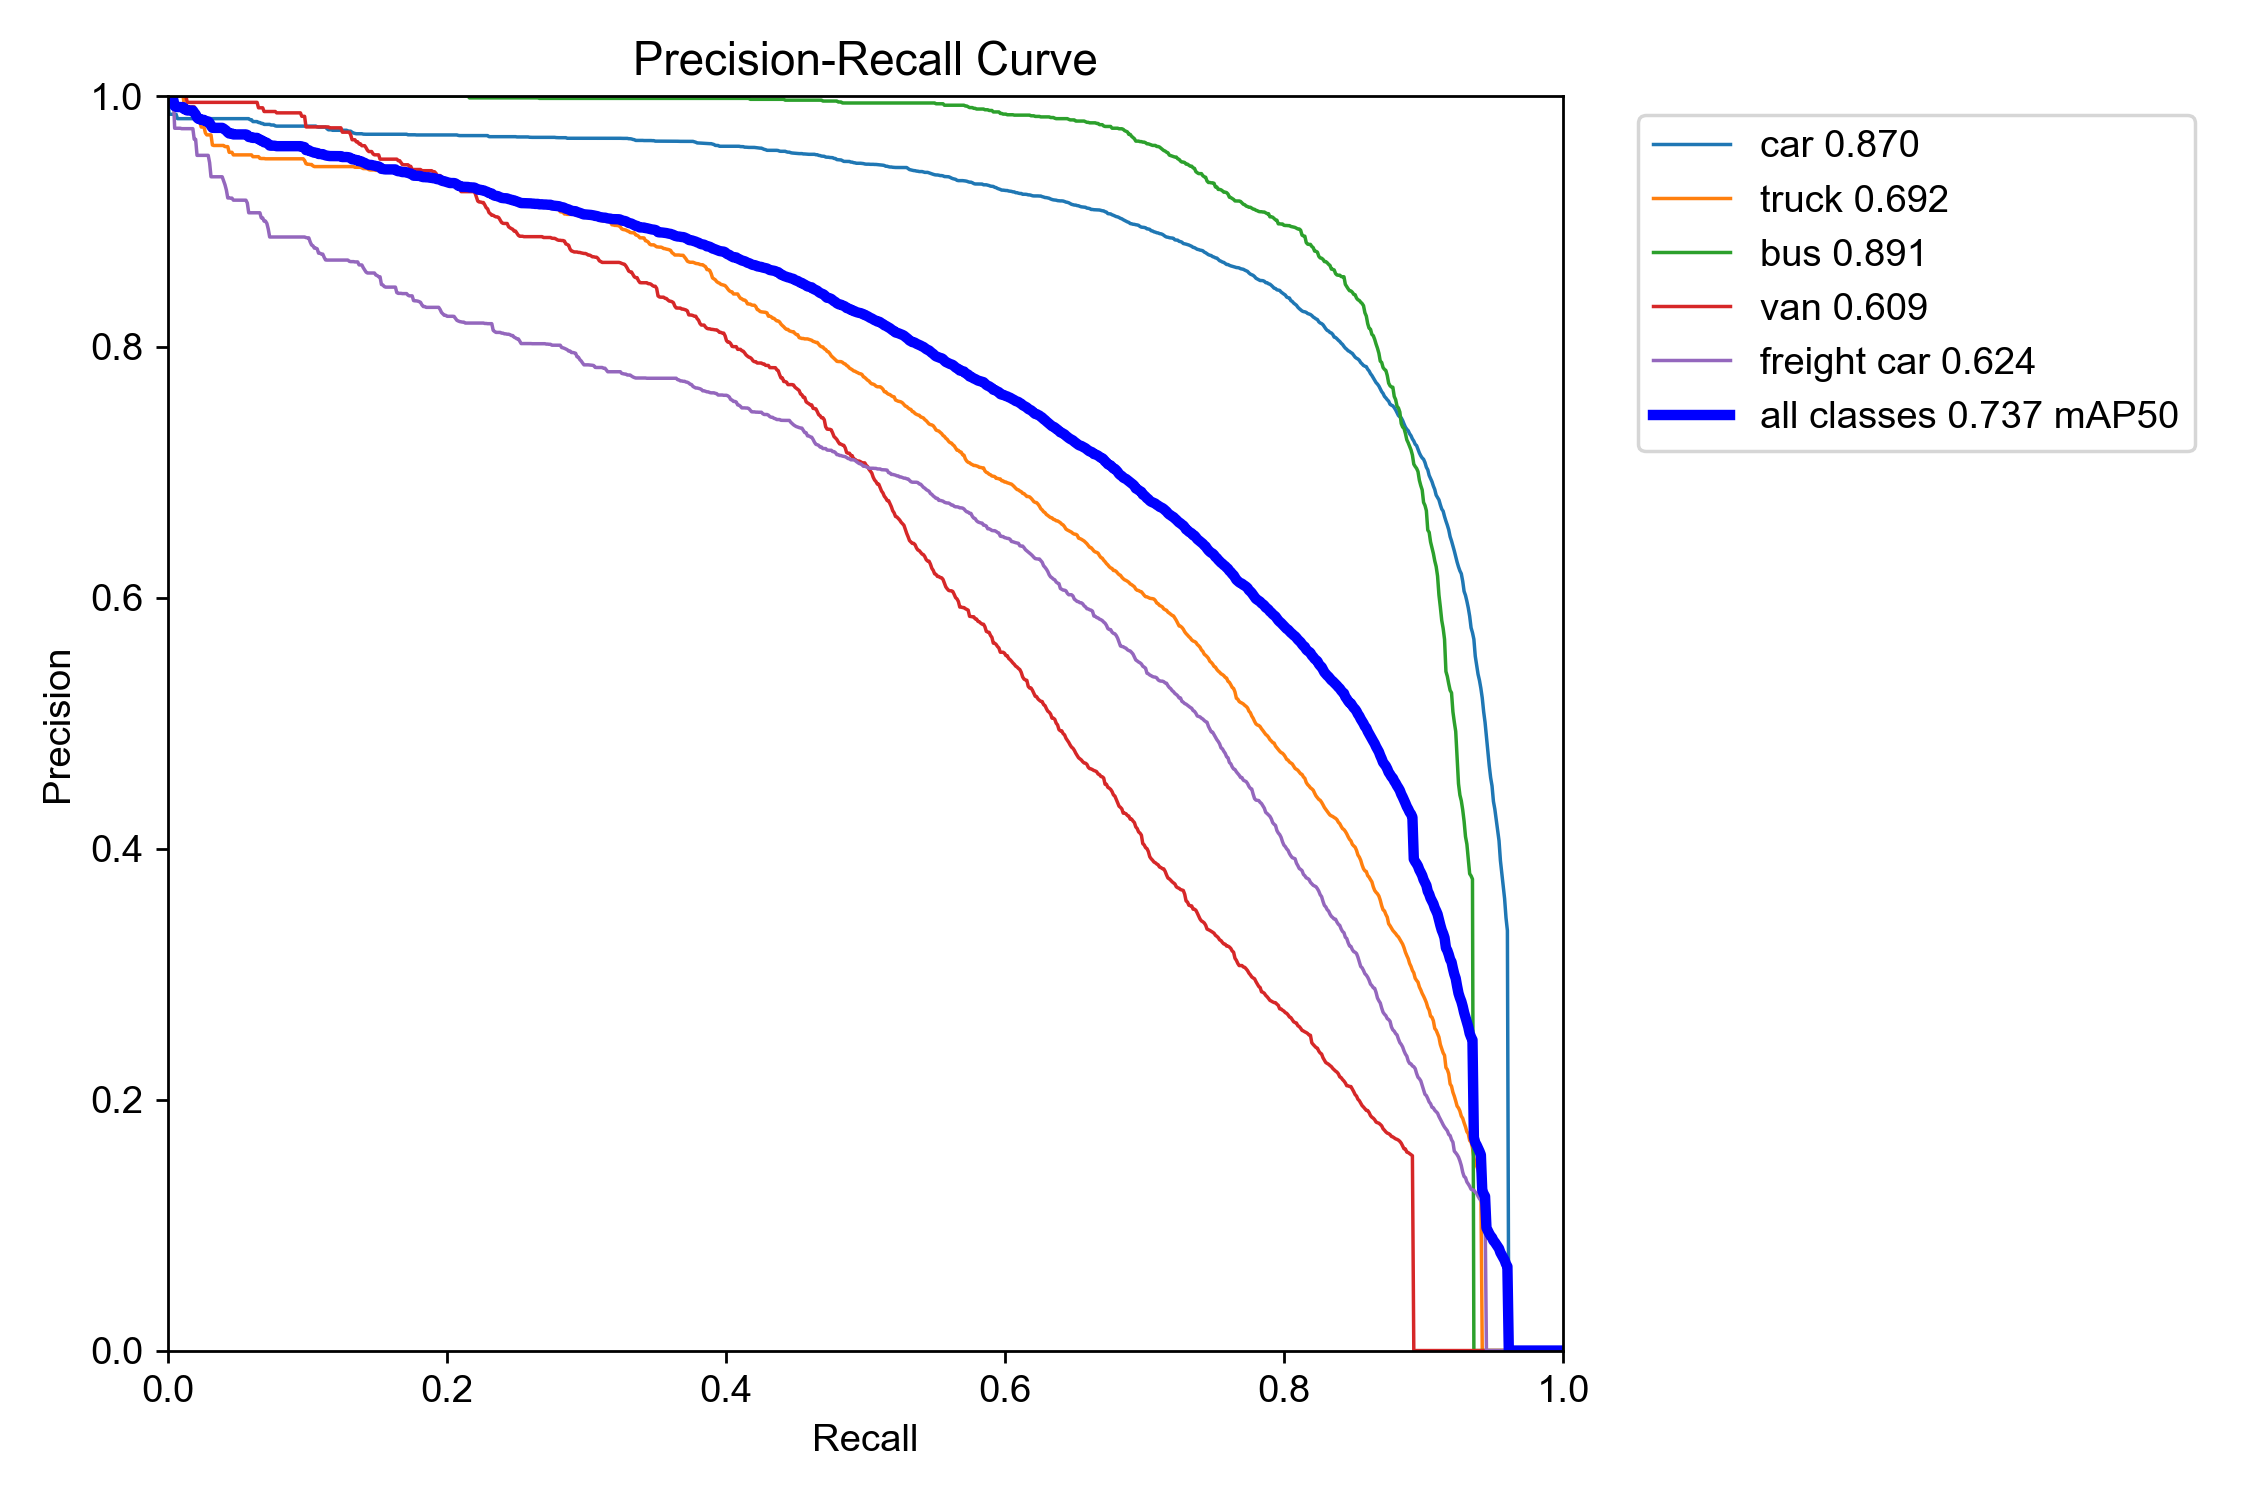 Precision-Recall Curve
1.0
0.8
0.6
0.4
0.2
0.0
Precision
0.0 0.2 0.4 0.6 0.8 1.0
Recall
car 0.870
truck 0.692
bus 0.891
van 0.609
freight car 0.624
all classes 0.737 mAP50